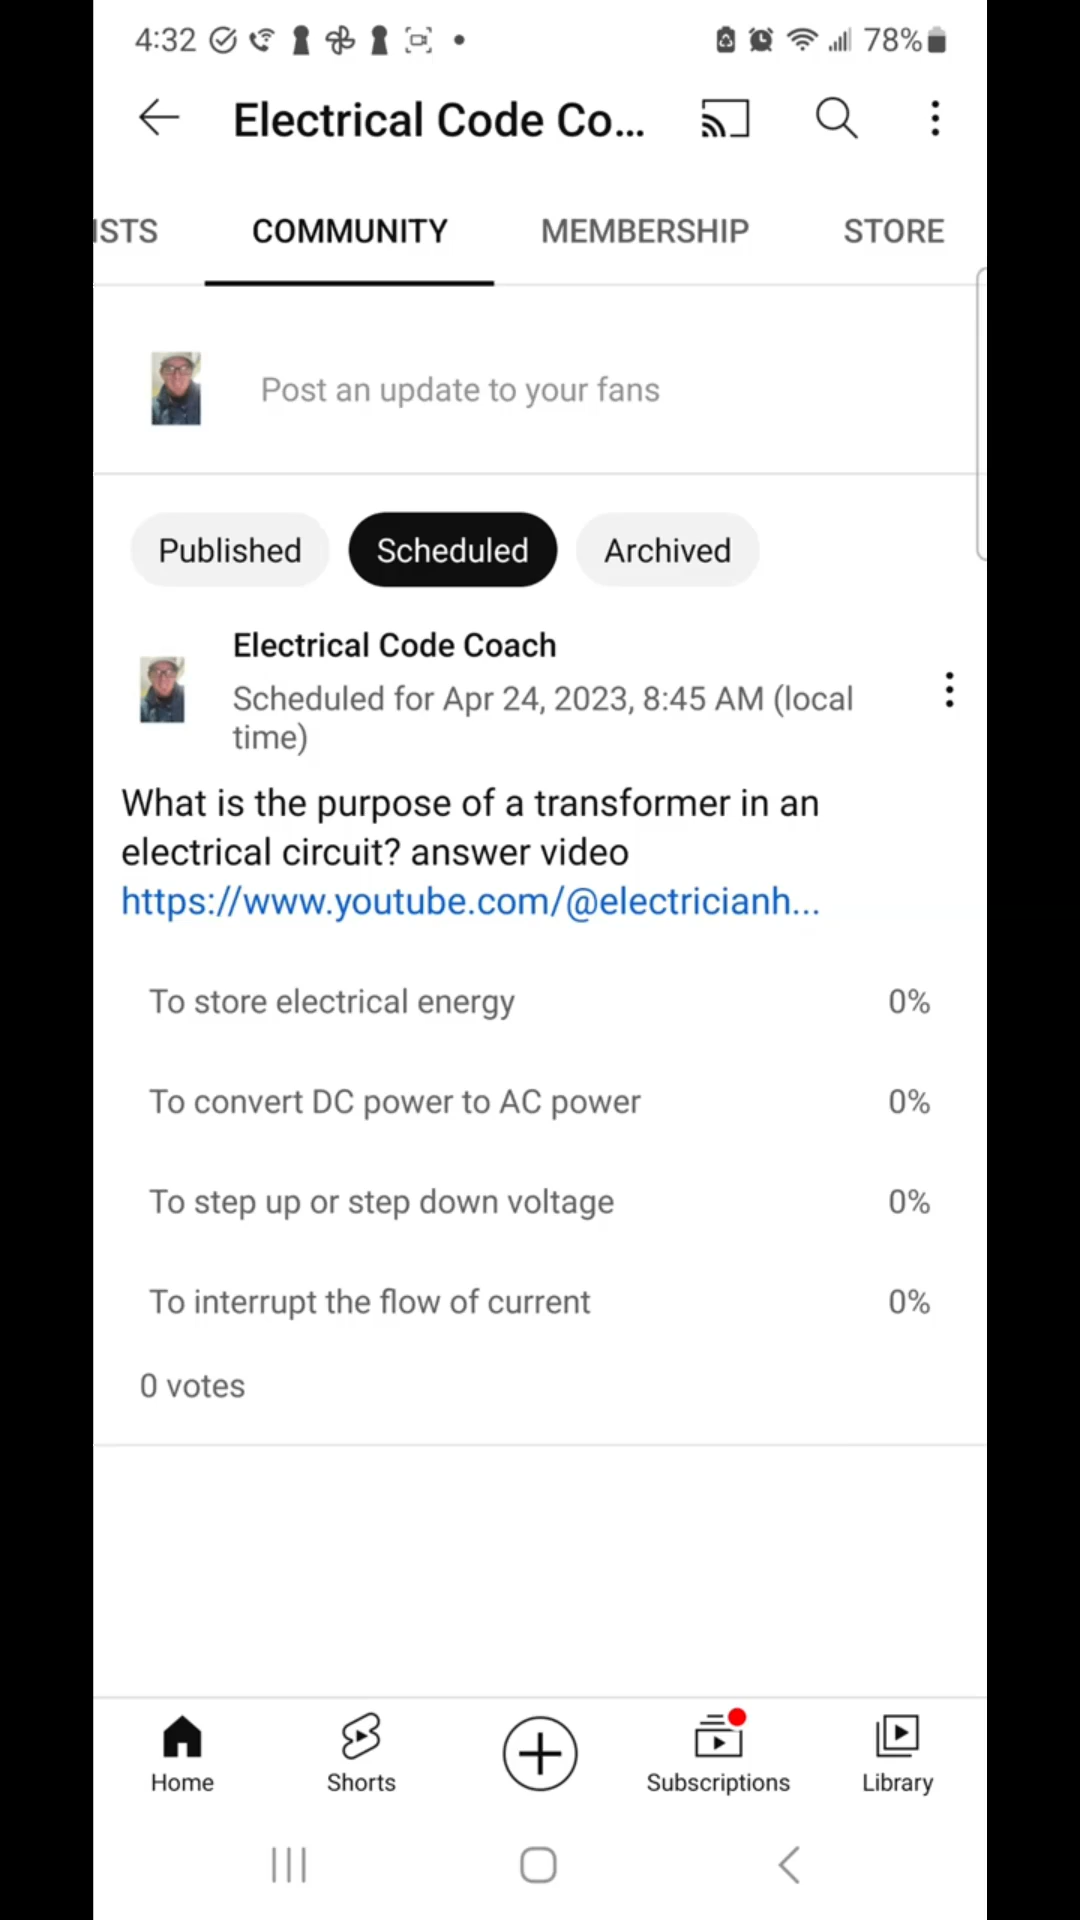 4:32
78%
Electrical Code Co...
ISTS COMMUNITY MEMBERSHIP STORE
Post an update to your fans
Published Scheduled Archived
Electrical Code Coach
Scheduled for Apr 24, 2023, 8:45 AM (local
time)
What is the purpose of a transformer in an
electrical circuit? answer video
https://www.youtube.com/@electricianh...
To store electrical energy 0%
To convert DC power to AC power 0%
To step up or step down voltage 0%
To interrupt the flow of current 0%
0 votes
Home Shorts Subscriptions Library